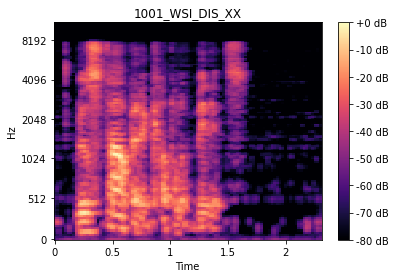 1001_WSI_DIS_XX
8192
4096
2048
1024
512
0
Hz
0
0.5
1
1.5
2
Time
+0 dB
-10 dB
-20 dB
-30 dB
-40 dB
-50 dB
-60 dB
-70 dB
-80 dB